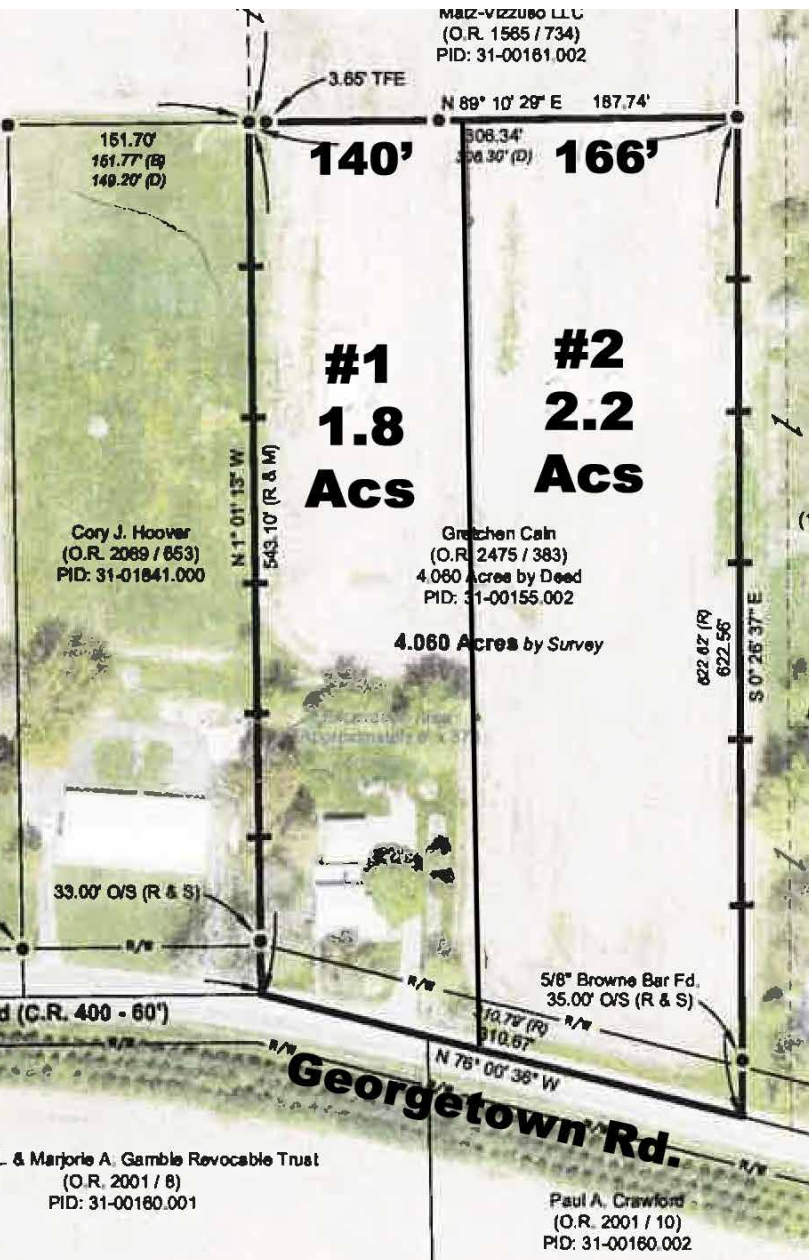 Matz-Vizzuso LLC
(O.R. 1565 / 734)
PID: 31-00161.002
3.65' TFE
N 89° 10' 29" E 187.74'
151.70'
151.77' (B)
149.20' (D)
306.34'
306.30' (D)
140'
166'
#1
1.8
Acs
#2
2.2
Acs
N 1° 01' 13" W
543.10' (R & M)
Cory J. Hoover
(O.R. 2089 / 653)
PID: 31-01641.000
Gretchen Cain
(O.R. 2475 / 383)
4.060 Acres by Deed
PID: 31-00155.002
4.060 Acres by Survey
622.62' (R)
622.56'
S 0° 26' 37" E
Approximately
33.00' O/S (R & S)
R/W
R/W
5/8" Browne Bar Fd.
35.00' O/S (R & S)
R/W
310.79' (R)
310.67'
d (C.R. 400 - 60')
R/W
R/W
N 76° 00' 36" W
Georgetown Rd.
R/W
R/W
R/W
. & Marjorie A. Gamble Revocable Trust
(O.R. 2001 / 8)
PID: 31-00160.001
Paul A. Crawford
(O.R. 2001 / 10)
PID: 31-00160.002